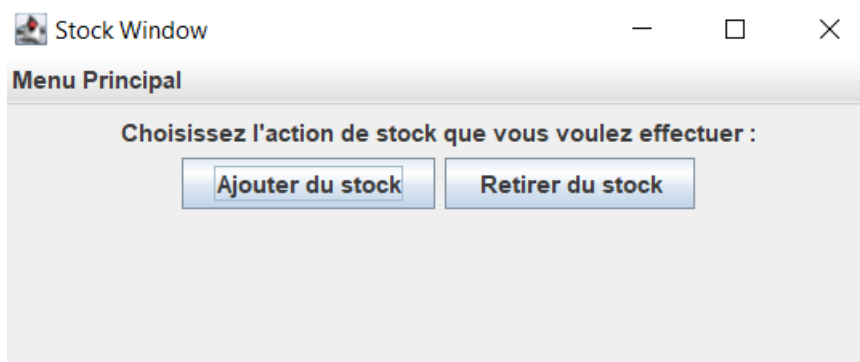 Stock Window
Menu Principal
Choisissez l'action de stock que vous voulez effectuer :
Ajouter du stock Retirer du stock